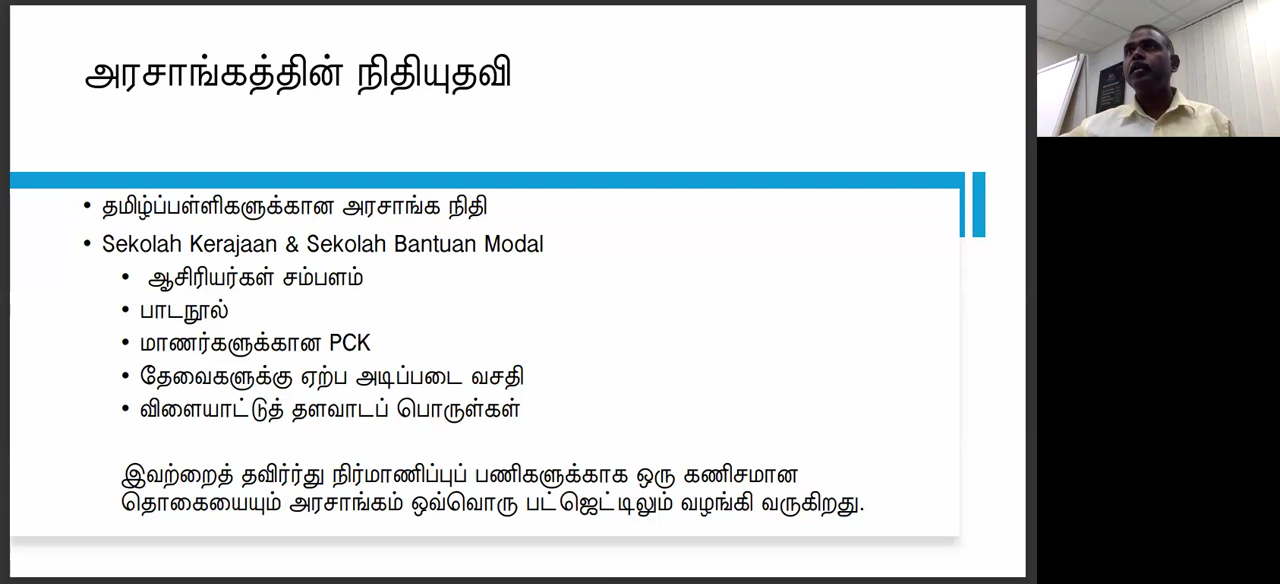 அரசாங்கத்தின் நிதியுதவி
• தமிழ்ப்பள்ளிகளுக்கான அரசாங்க நிதி
• Sekolah Kerajaan & Sekolah Bantuan Modal
• ஆசிரியர்கள் சம்பளம்
• பாடநூல்
• மாணர்களுக்கான PCK
• தேவைகளுக்கு ஏற்ப அடிப்படை வசதி
• விளையாட்டுத் தளவாடப் பொருள்கள்
இவற்றைத் தவிர்ர்து நிர்மாணிப்புப் பணிகளுக்காக ஒரு கணிசமான
தொகையையும் அரசாங்கம் ஒவ்வொரு பட்ஜெட்டிலும் வழங்கி வருகிறது.